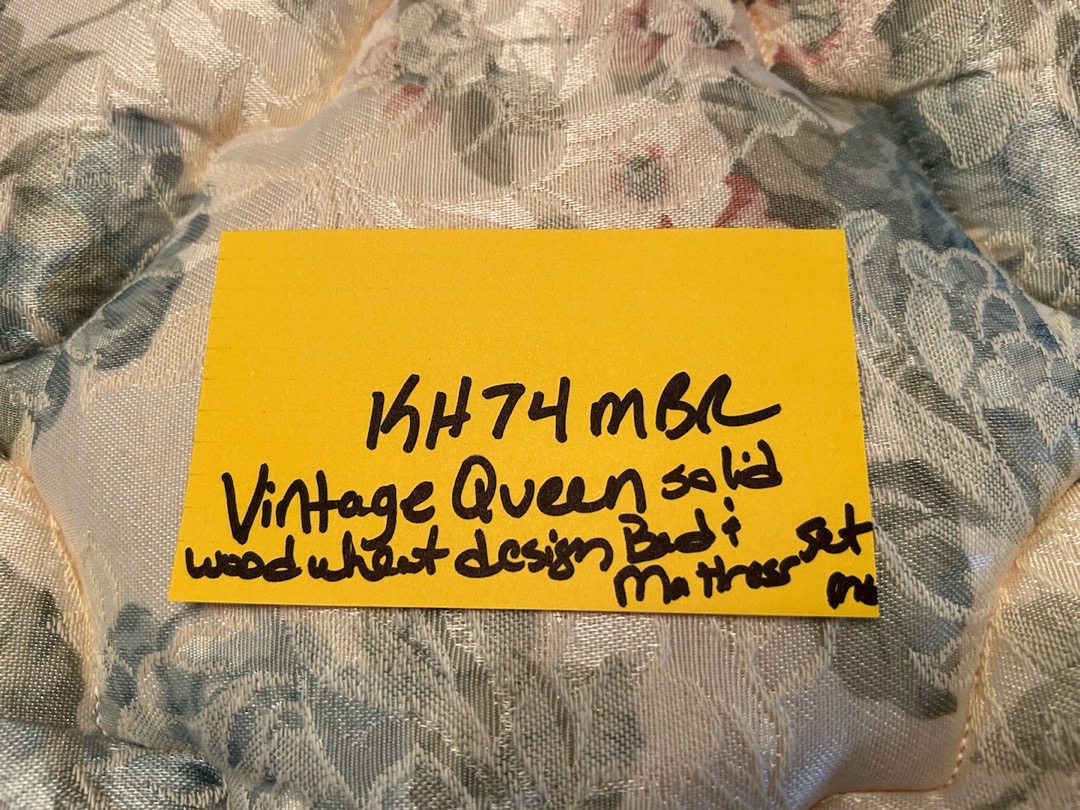 KH74 MBR
Vintage Queen solid
wood wheat design Bed & 
Mattress set